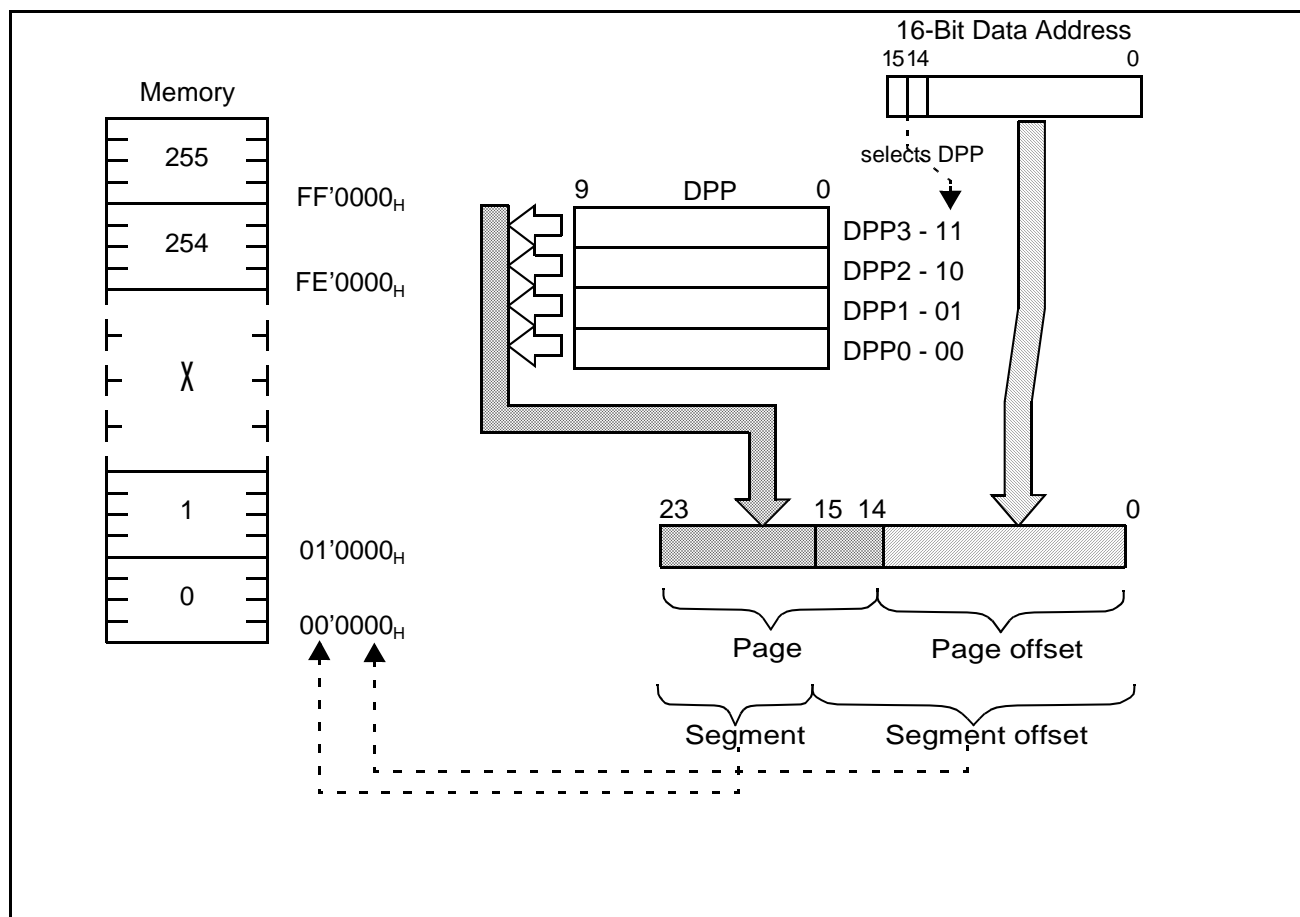 16-Bit Data Address
15 14 0
Memory
selects DPP
255
9 DPP 0
FF'0000H
DPP3 - 11
254
DPP2 - 10
FE'0000H
DPP1 - 01
DPP0 - 00
X
1
23 15 14 0
01'0000H
0
00'0000H
Page Page offset
Segment Segment offset